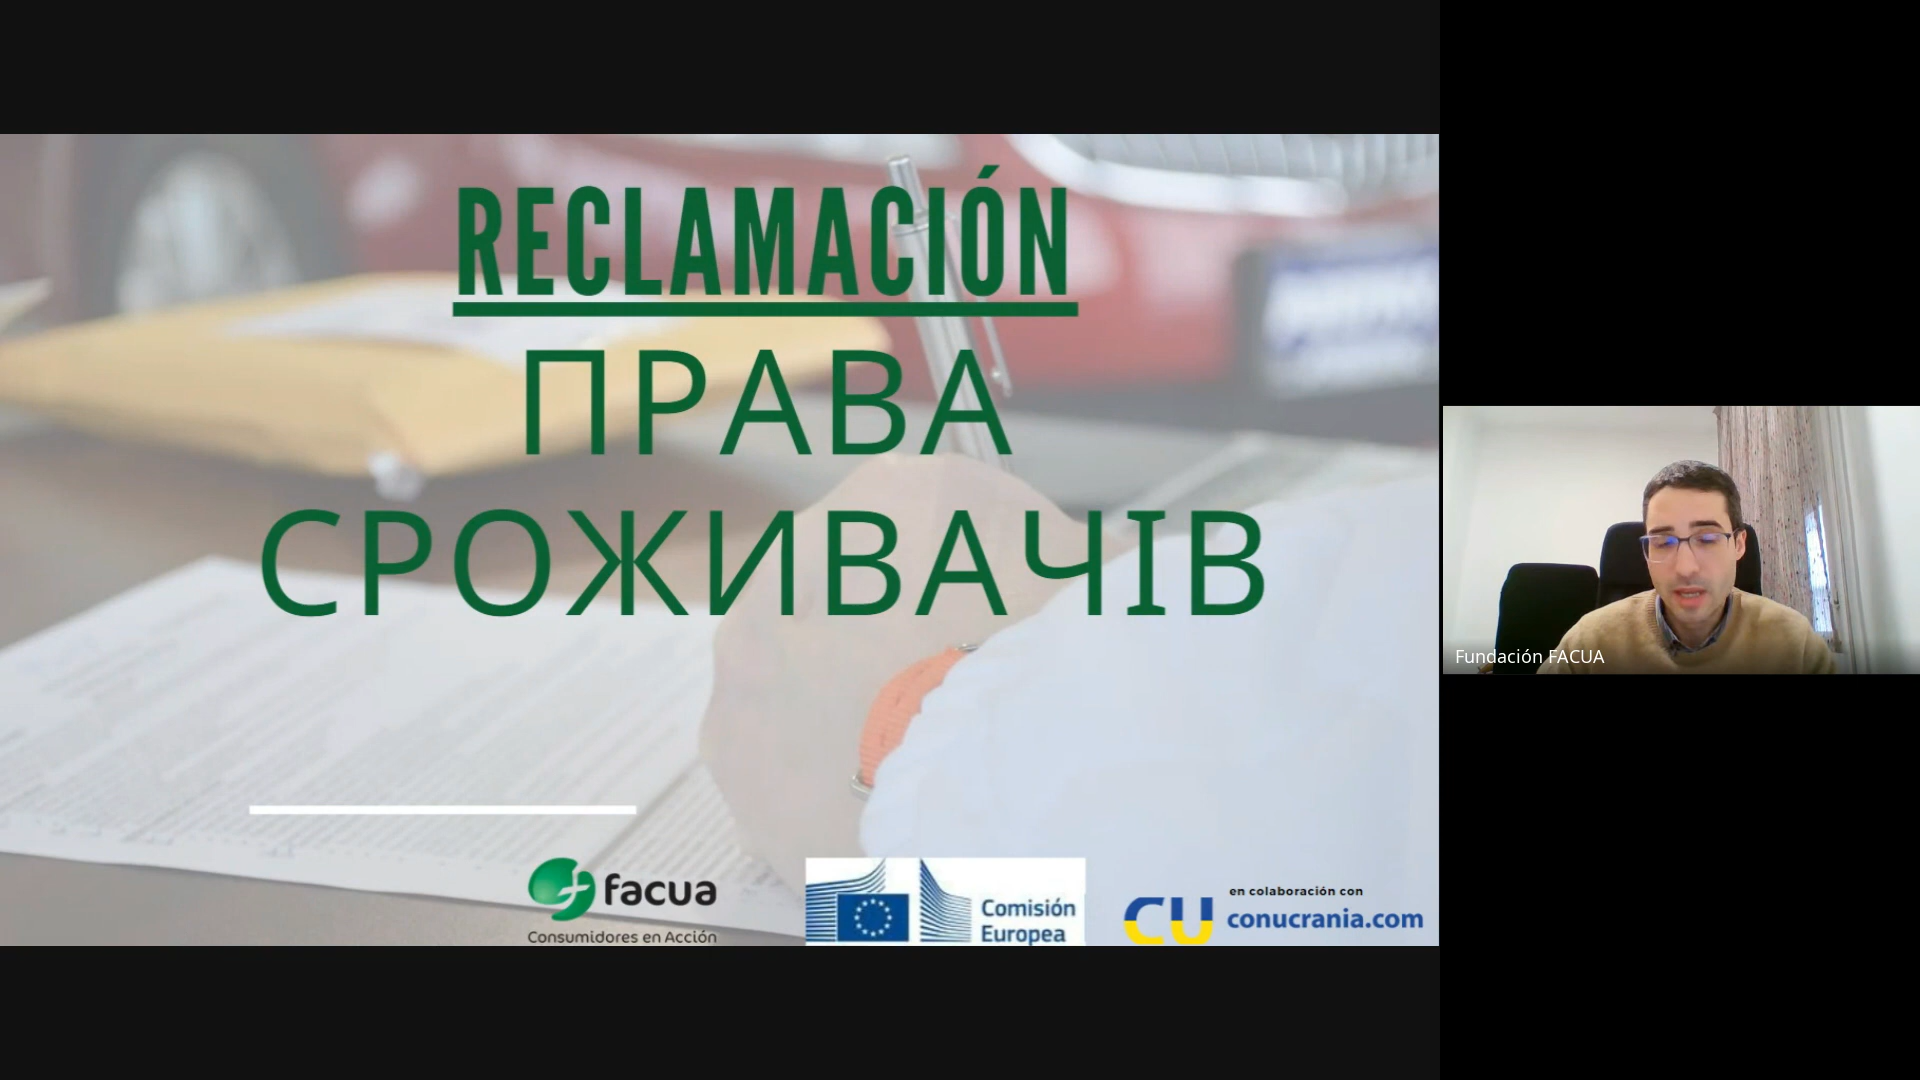 RECLAMACIÓN
ПРАВА
СРОЖИВАЧІВ
facua
Consumidores en Acción
Comisión
Europea
en colaboración con
CU conucrania.com
Fundación FACUA